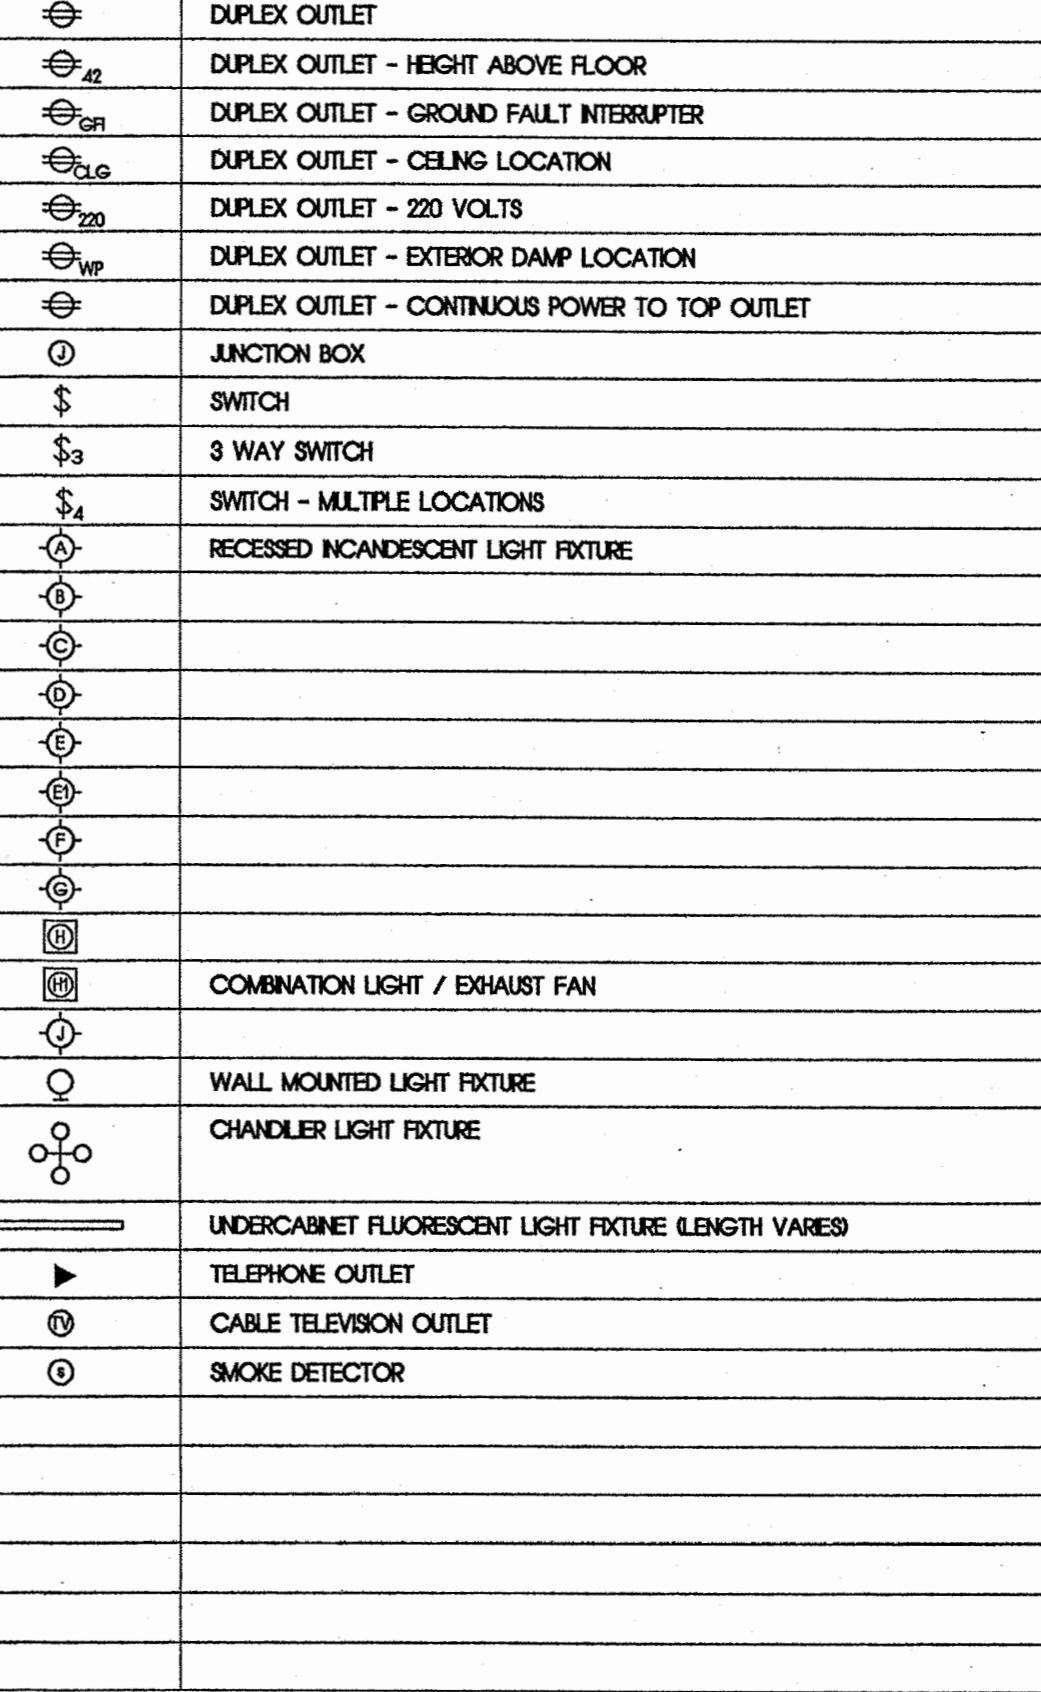 DUPLEX OUTLET
42 DUPLEX OUTLET - HEIGHT ABOVE FLOOR
GFI DUPLEX OUTLET - GROUND FAULT INTERRUPTER
CLG DUPLEX OUTLET - CEILING LOCATION
220 DUPLEX OUTLET - 220 VOLTS
WP DUPLEX OUTLET - EXTERIOR DAMP LOCATION
DUPLEX OUTLET - CONTINUOUS POWER TO TOP OUTLET
J JUNCTION BOX
$ SWITCH
$3 3 WAY SWITCH
$4 SWITCH - MULTIPLE LOCATIONS
A RECESSED INCANDESCENT LIGHT FIXTURE
B
C
D
E
E1
F
G
H
H1 COMBINATION LIGHT / EXHAUST FAN
J
WALL MOUNTED LIGHT FIXTURE
CHANDLIER LIGHT FIXTURE
UNDERCABINET FLUORESCENT LIGHT FIXTURE (LENGTH VARIES)
TELEPHONE OUTLET
TV CABLE TELEVISION OUTLET
S SMOKE DETECTOR